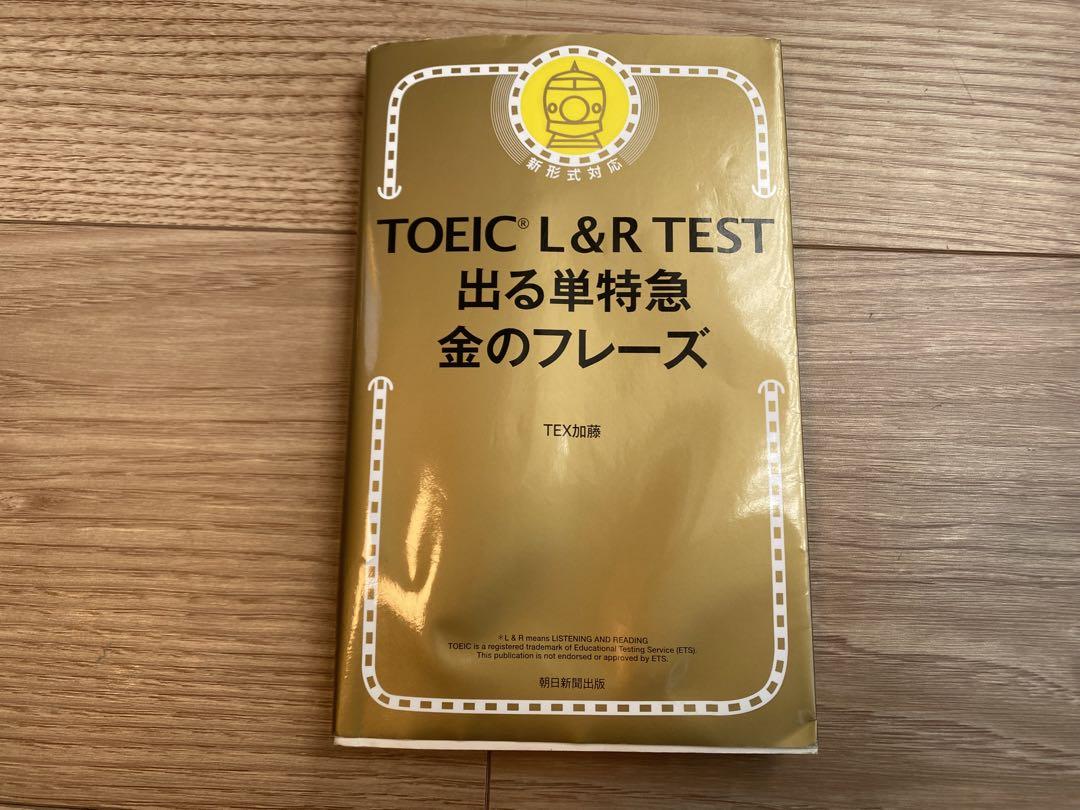 新形式対応
TOEIC® L&R TEST
出る単特急
金のフレーズ
TEX加藤
*L & R means LISTENING AND READING
TOEIC is a registered trademark of Educational Testing Service (ETS).
This publication is not endorsed or approved by ETS.
朝日新聞出版